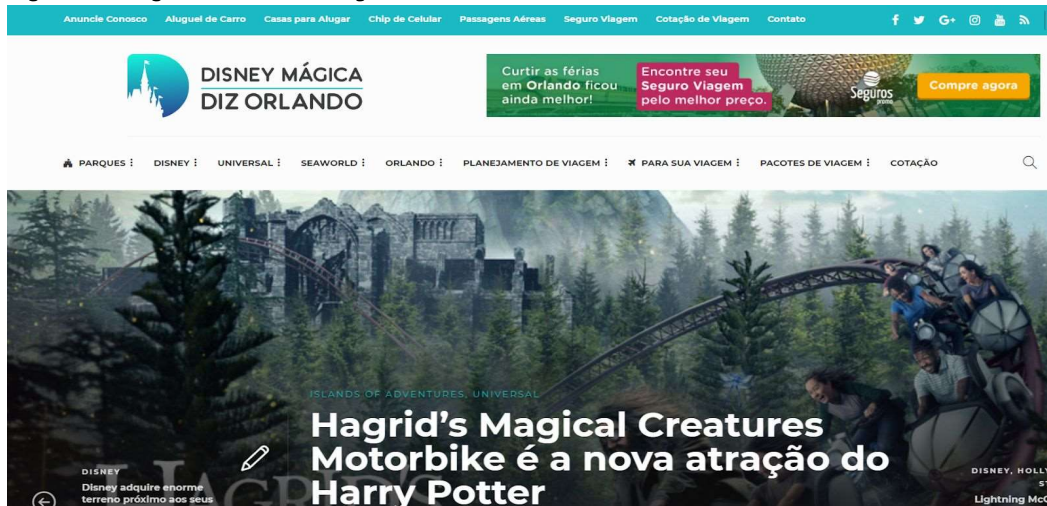 Anuncie Conosco Aluguel de Carro Casas para Alugar Chip de Celular Passagens Aéreas Seguro Viagem Cotação de Viagem Contato
DISNEY MÁGICA
DIZ ORLANDO
Curtir as férias
em Orlando ficou
ainda melhor!
Encontre seu
Seguro Viagem
pelo melhor preço.
Seguros
promo
Compre agora
PARQUES DISNEY UNIVERSAL SEAWORLD ORLANDO PLANEJAMENTO DE VIAGEM PARA SUA VIAGEM PACOTES DE VIAGEM COTAÇÃO
ISLANDS OF ADVENTURES, UNIVERSAL
Hagrid's Magical Creatures
Motorbike é a nova atração do
Harry Potter
DISNEY
Disney adquire enorme
terreno próximo aos seus
DISNEY, HOLLY
Lightning McQ